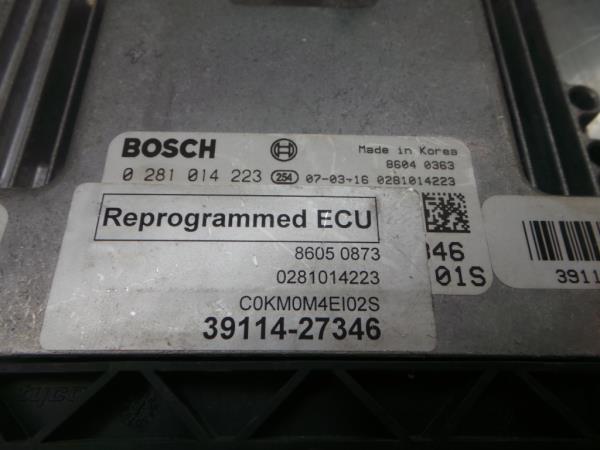 BOSCH
Made in Korea
8604 0363
0 281 014 223 254 07-03-16 0281014223
Reprogrammed ECU
8605 0873
346
0281014223
01S
3911
C0KM0M4EI02S
39114-27346